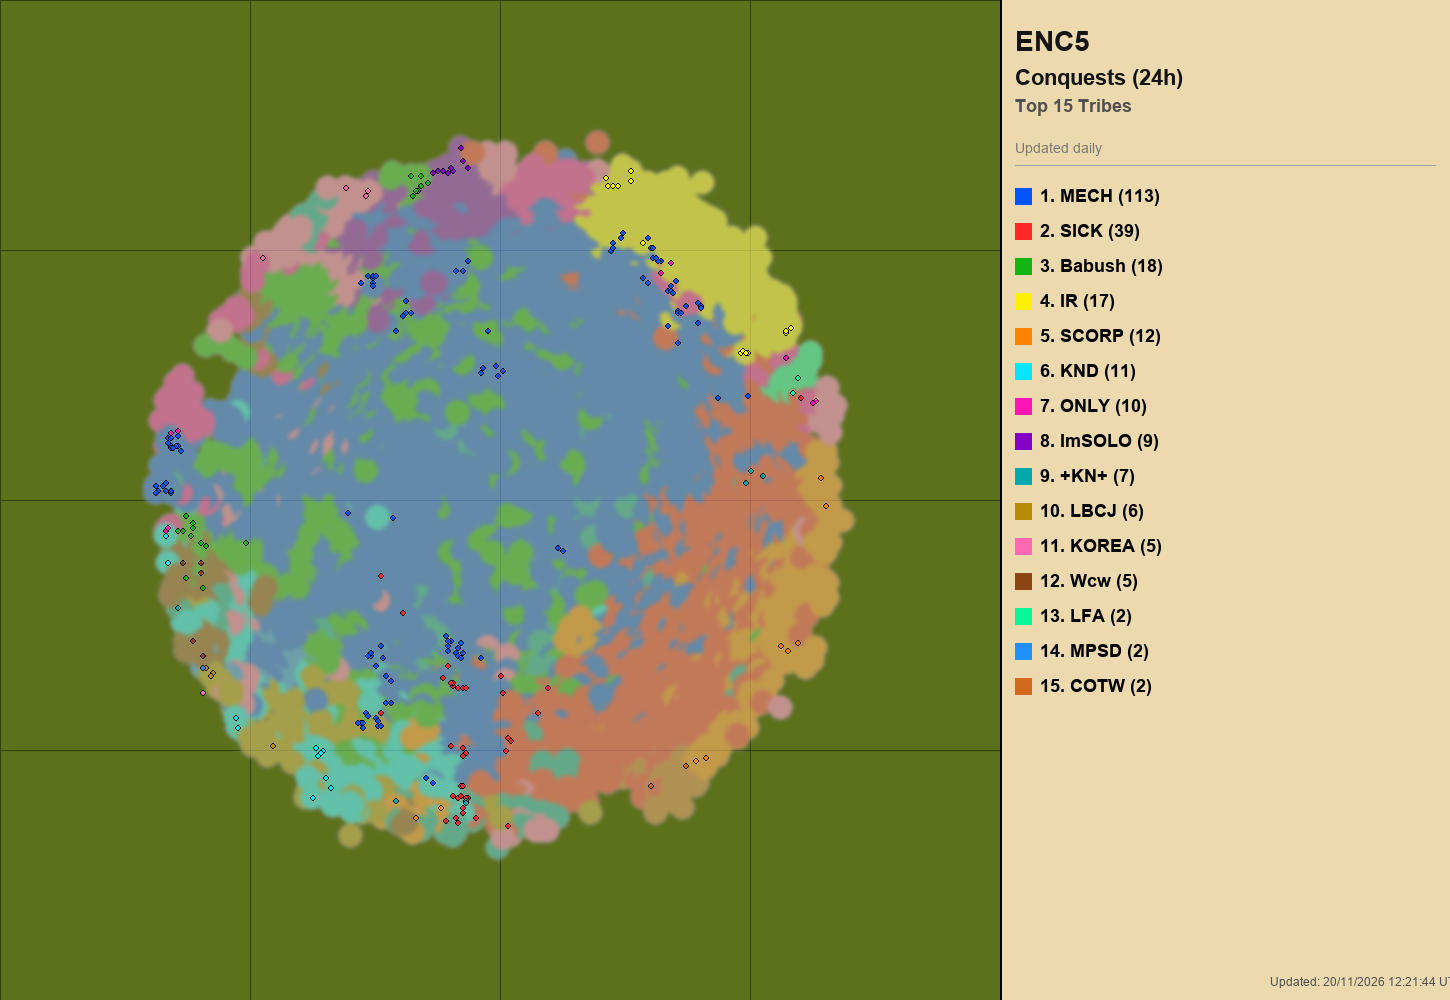 ENC5
Conquests (24h)
Top 15 Tribes
Updated daily
1. MECH (113)
2. SICK (39)
3. Babush (18)
4. IR (17)
5. SCORP (12)
6. KND (11)
7. ONLY (10)
8. ImSOLO (9)
9. +KN+ (7)
10. LBCJ (6)
11. KOREA (5)
12. Wcw (5)
13. LFA (2)
14. MPSD (2)
15. COTW (2)
Updated: 20/11/2026 12:21:44 U